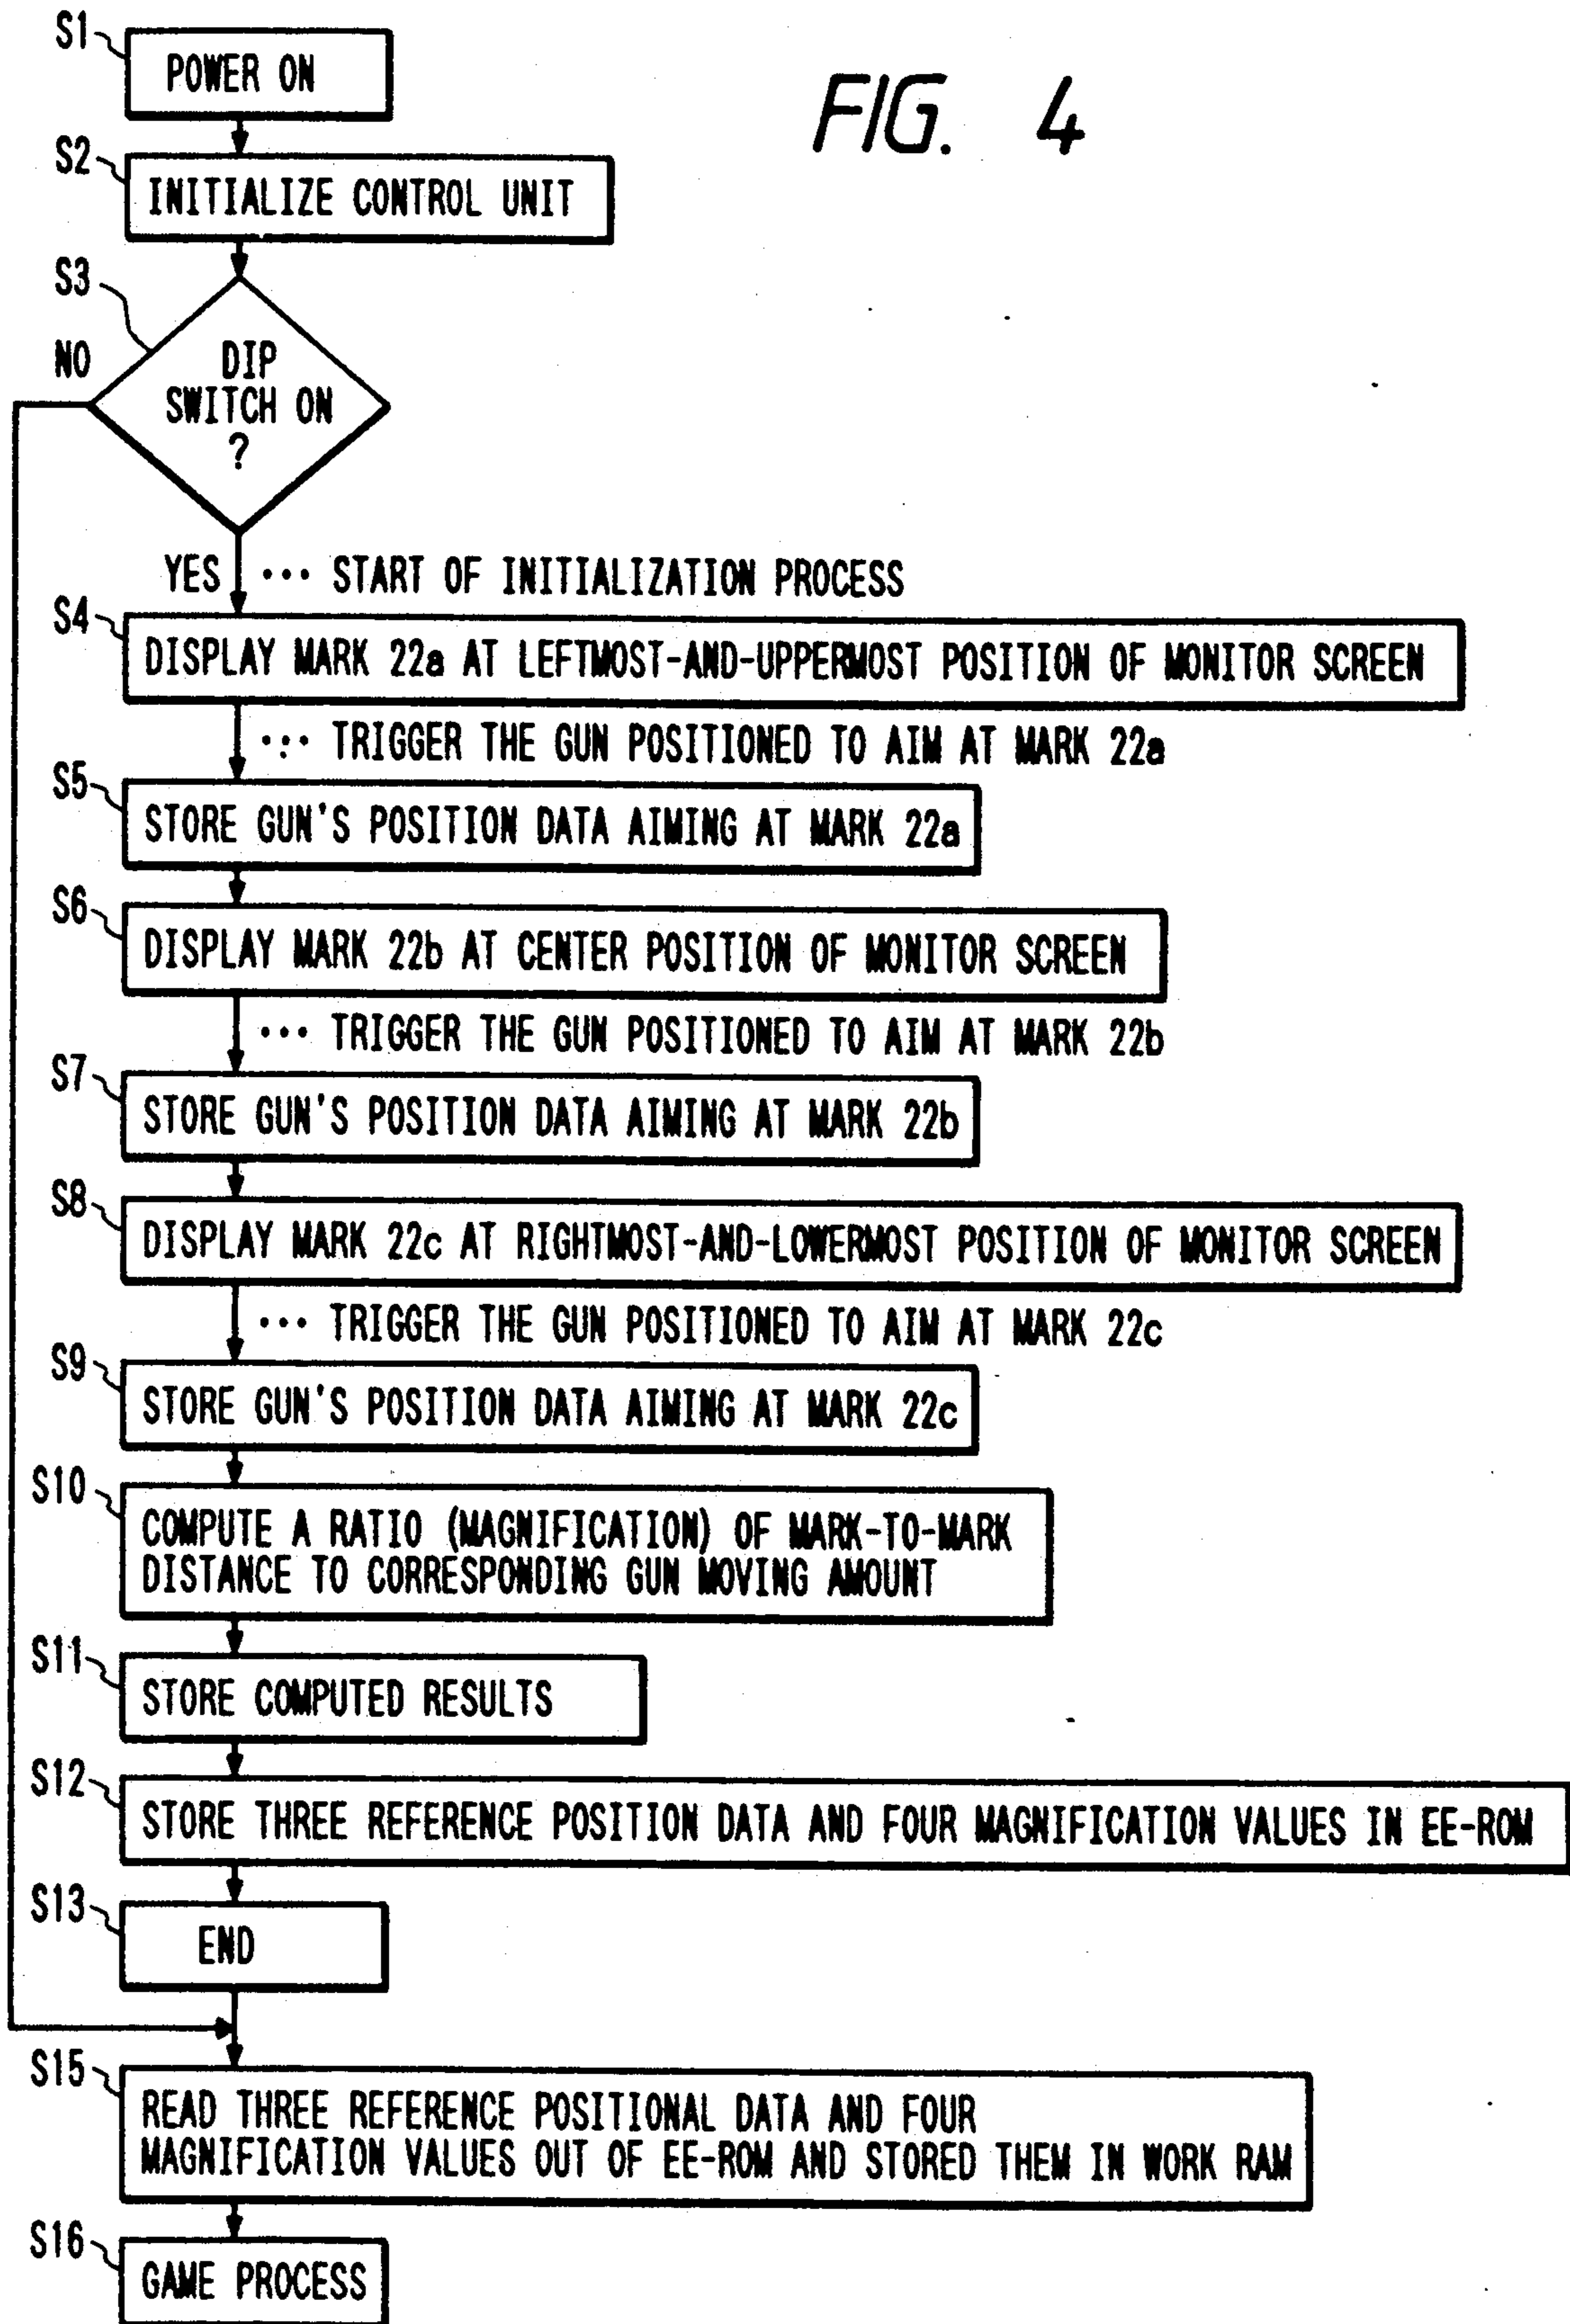 FIG. 4
S1
POWER ON
S2
INITIALIZE CONTROL UNIT
S3
NO
DIP
SWITCH ON
?
YES ... START OF INITIALIZATION PROCESS
S4
DISPLAY MARK 22a AT LEFTMOST-AND-UPPERMOST POSITION OF MONITOR SCREEN
... TRIGGER THE GUN POSITIONED TO AIM AT MARK 22a
S5
STORE GUN'S POSITION DATA AIMING AT MARK 22a
S6
DISPLAY MARK 22b AT CENTER POSITION OF MONITOR SCREEN
... TRIGGER THE GUN POSITIONED TO AIM AT MARK 22b
S7
STORE GUN'S POSITION DATA AIMING AT MARK 22b
S8
DISPLAY MARK 22c AT RIGHTMOST-AND-LOWERMOST POSITION OF MONITOR SCREEN
... TRIGGER THE GUN POSITIONED TO AIM AT MARK 22c
S9
STORE GUN'S POSITION DATA AIMING AT MARK 22c
S10
COMPUTE A RATIO (MAGNIFICATION) OF MARK-TO-MARK
DISTANCE TO CORRESPONDING GUN MOVING AMOUNT
S11
STORE COMPUTED RESULTS
S12
STORE THREE REFERENCE POSITION DATA AND FOUR MAGNIFICATION VALUES IN EE-ROM
S13
END
S15
READ THREE REFERENCE POSITIONAL DATA AND FOUR
MAGNIFICATION VALUES OUT OF EE-ROM AND STORED THEM IN WORK RAM
S16
GAME PROCESS